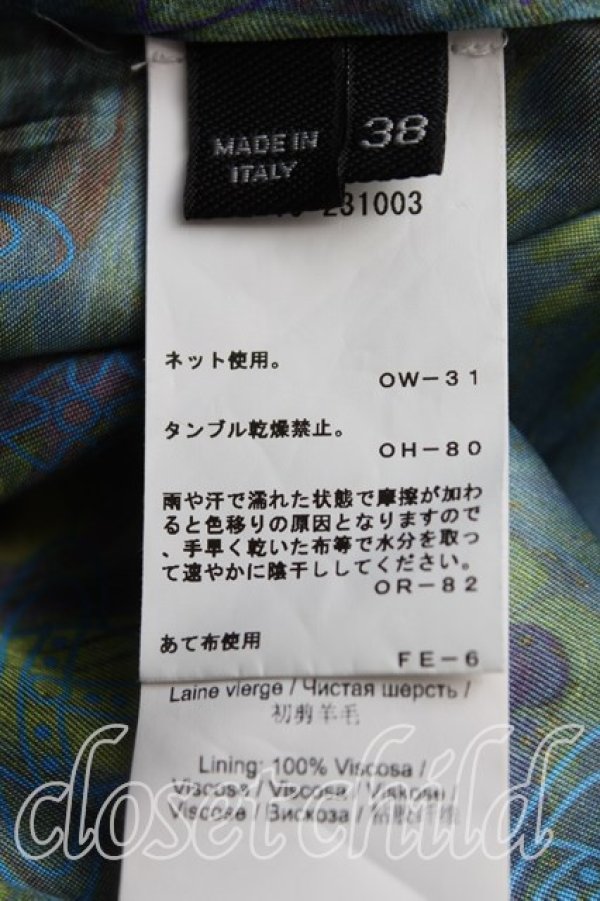 MADE IN
ITALY
38
231003
ネット使用。
OW-31
タンブル乾燥禁止。
OH-80
雨や汗で濡れた状態で摩擦が加わ
ると色移りの原因となりますので
、手早く乾いた布等で水分を取っ
て速やかに陰干ししてください。
OR-82
あて布使用
FE-6
Laine vierge / Чистая шерсть /
初剪羊毛
Lining: 100% Viscosa /
Viscose / Viscosa / Viskose /
Viscose / Вискоза /
closet child